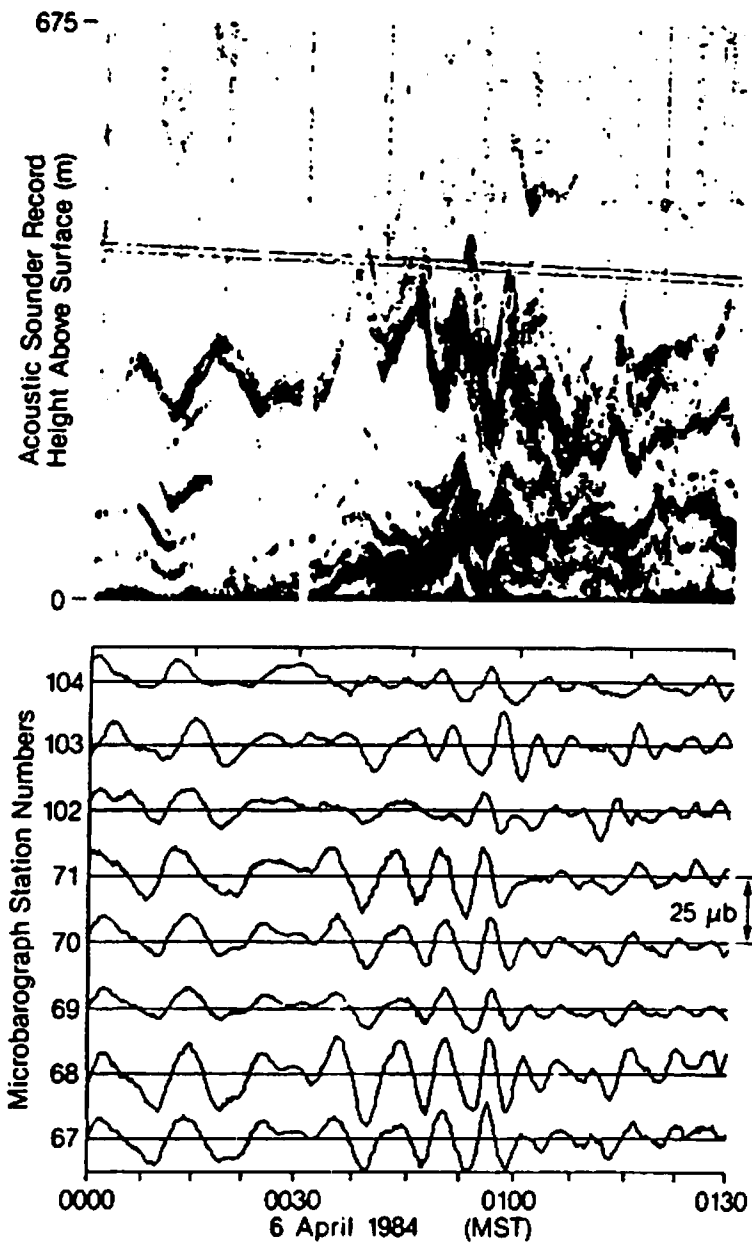 675
Acoustic Sounder Record
Height Above Surface (m)
0
Microbarograph Station Numbers
104
103
102
71
70
69
68
67
25 μb
0000 0030 0100 0130
6 April 1984 (MST)